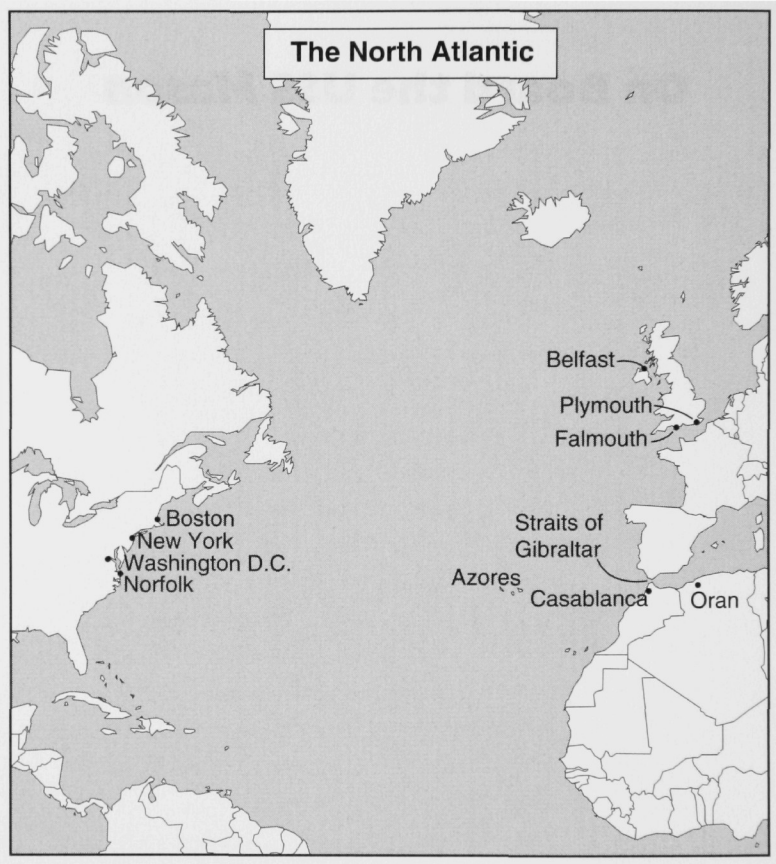 The North Atlantic
Belfast
Plymouth
Falmouth
Boston
New York
Washington D.C.
Norfolk
Straits of
Gibraltar
Azores
Casablanca
Oran